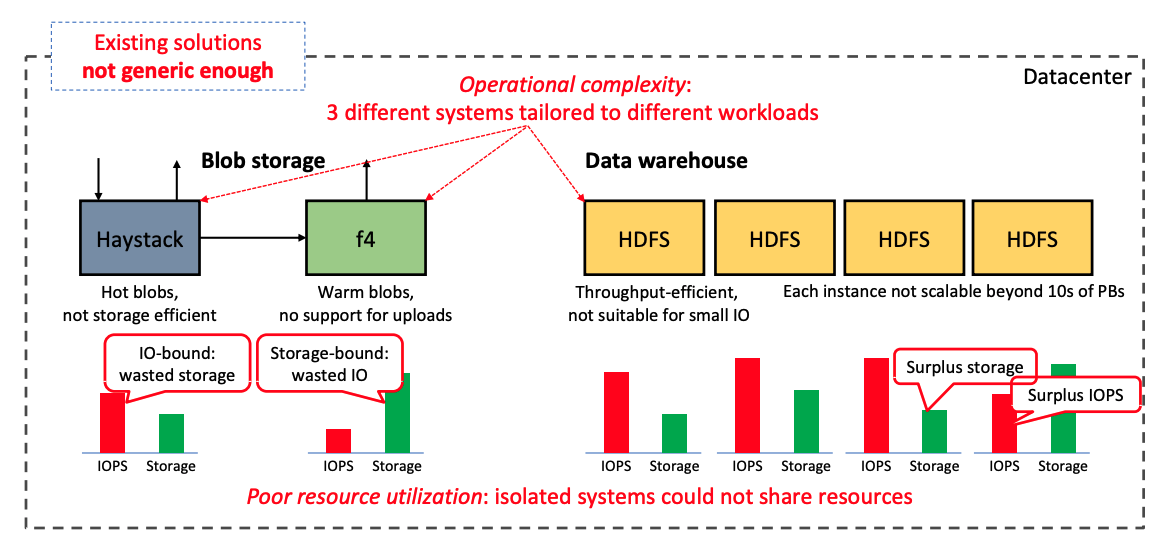 Existing solutions
not generic enough
Datacenter
Operational complexity:
3 different systems tailored to different workloads
Blob storage
Data warehouse
Haystack
f4
HDFS
HDFS
HDFS
HDFS
Hot blobs,
not storage efficient
Warm blobs,
no support for uploads
Throughput-efficient,
not suitable for small IO
Each instance not scalable beyond 10s of PBs
IO-bound:
wasted storage
Storage-bound:
wasted IO
Surplus storage
Surplus IOPS
IOPS
Storage
IOPS
Storage
IOPS
Storage
IOPS
Storage
IOPS
Storage
IOPS
Storage
Poor resource utilization: isolated systems could not share resources